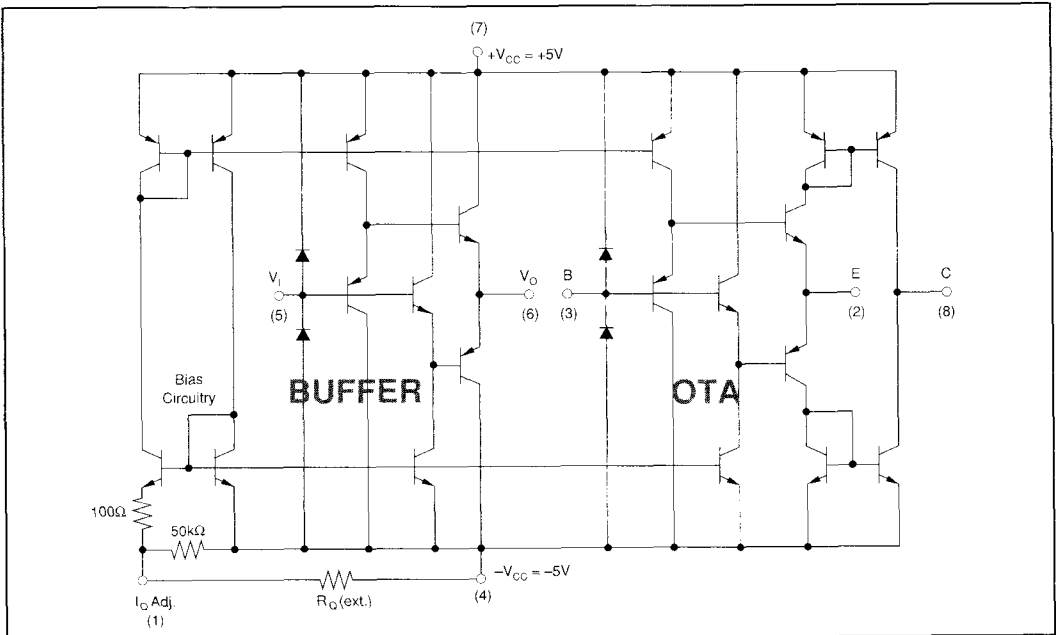 (7)
+V_CC = +5V
V_I
(5)
V_O
(6)
B
(3)
E
(2)
C
(8)
Bias
Circuitry
BUFFER
OTA
100Ω
50kΩ
−V_CC = −5V
I_Q Adj.
(1)
R_Q (ext.)
(4)